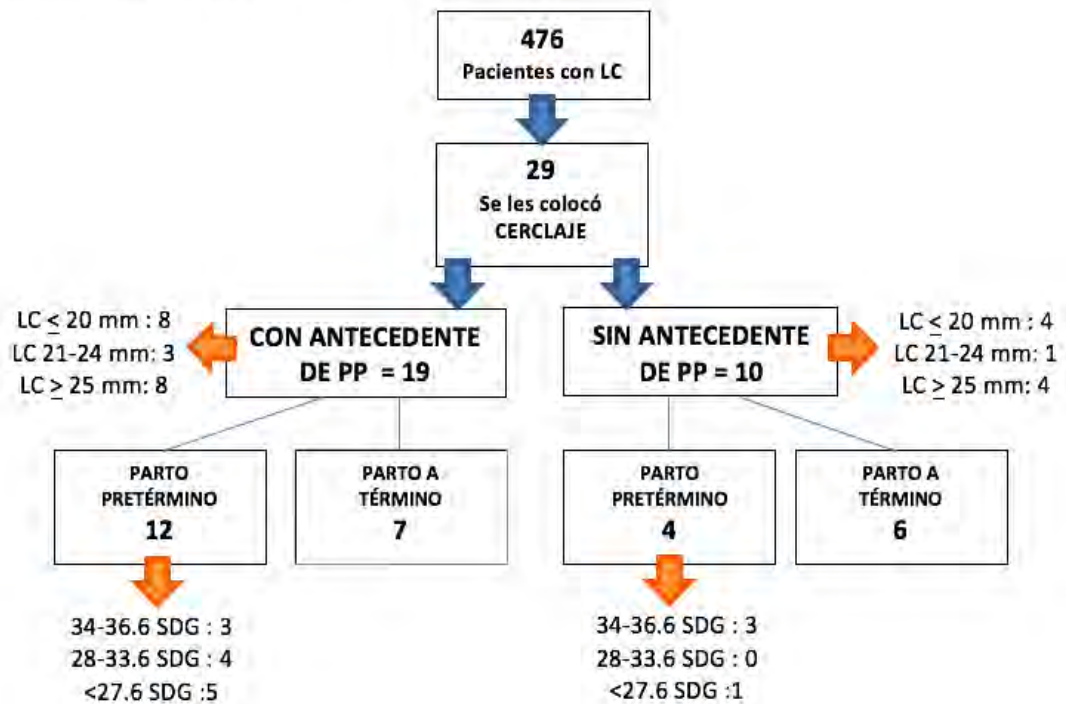 476
Pacientes con LC
29
Se les colocó
CERCLAJE
LC ≤ 20 mm : 8
LC 21-24 mm: 3
LC ≥ 25 mm: 8
CON ANTECEDENTE
DE PP = 19
SIN ANTECEDENTE
DE PP = 10
LC ≤ 20 mm : 4
LC 21-24 mm: 1
LC ≥ 25 mm: 4
PARTO
PRETÉRMINO
12
PARTO A
TÉRMINO
7
PARTO
PRETÉRMINO
4
PARTO A
TÉRMINO
6
34-36.6 SDG : 3
28-33.6 SDG : 4
<27.6 SDG :5
34-36.6 SDG : 3
28-33.6 SDG : 0
<27.6 SDG :1